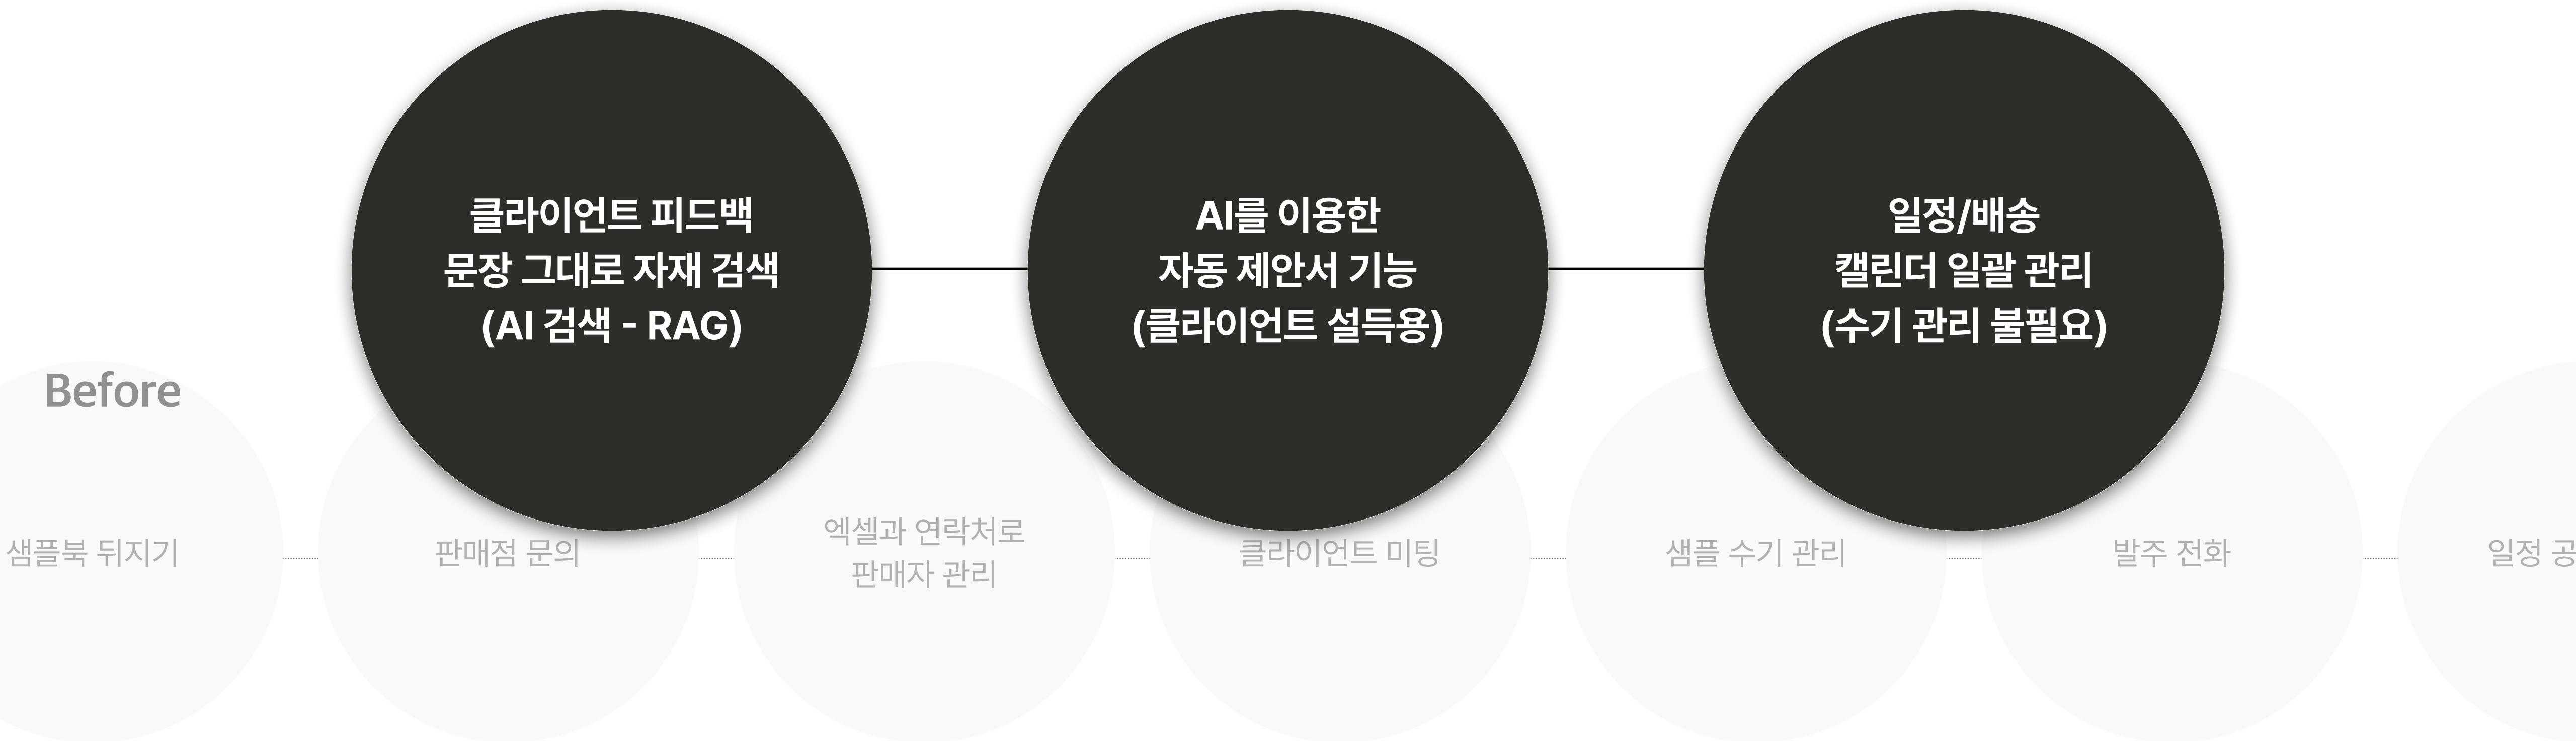 클라이언트 피드백
문장 그대로 자재 검색
(AI 검색 - RAG)
AI를 이용한
자동 제안서 기능
(클라이언트 설득용)
일정/배송
캘린더 일괄 관리
(수기 관리 불필요)
Before
샘플북 뒤지기
판매점 문의
엑셀과 연락처로
판매자 관리
클라이언트 미팅
샘플 수기 관리
발주 전화
일정 공